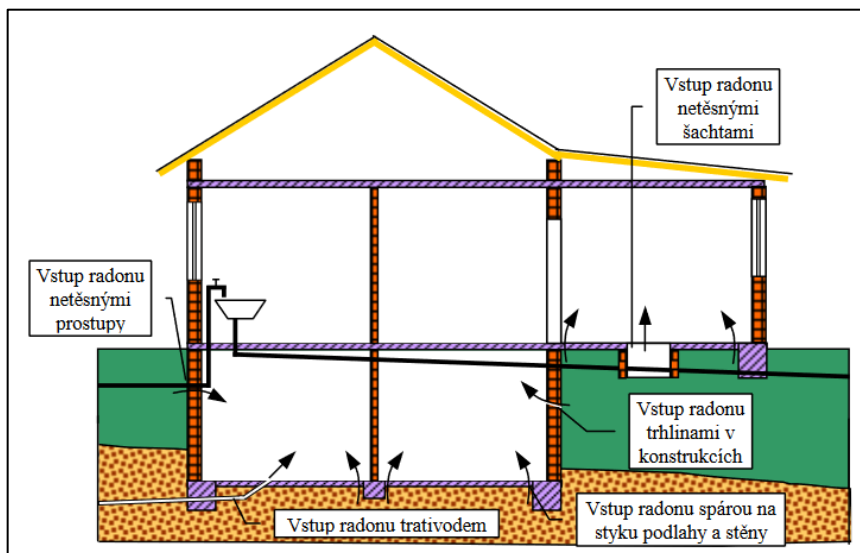 Vstup radonu
netěsnými
šachtami
Vstup radonu
netěsnými
prostupy
Vstup radonu
trhlinami v
konstrukcích
Vstup radonu trativodem
Vstup radonu spárou na
styku podlahy a stěny